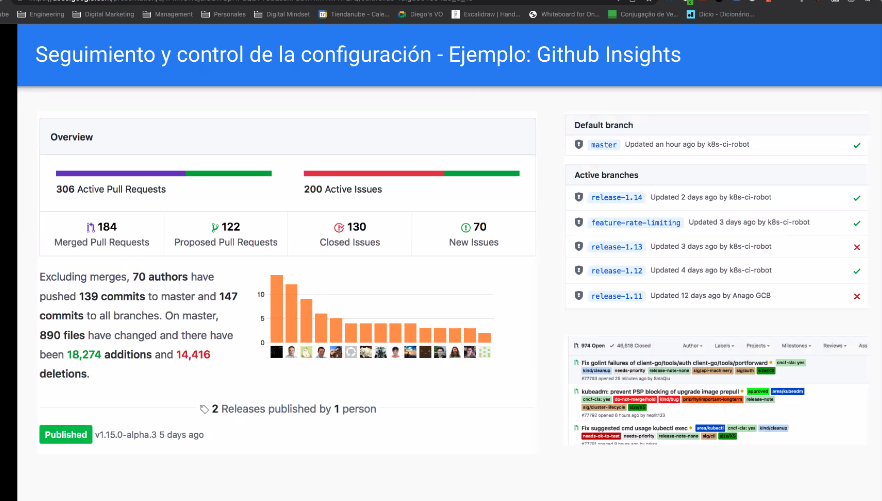 Engineering Digital Marketing Management Personales Digital Mindset Tiendanube - Cale... Diego's VO Excalidraw | Hand... Whiteboard for On... Conjugação de Ve... Dicio - Dicionário...
Seguimiento y control de la configuración - Ejemplo: Github Insights
Overview
306 Active Pull Requests
200 Active Issues
184
Merged Pull Requests
122
Proposed Pull Requests
130
Closed Issues
70
New Issues
Excluding merges, 70 authors have
pushed 139 commits to master and 147
commits to all branches. On master,
890 files have changed and there have
been 18,274 additions and 14,416
deletions.
10
5
0
2 Releases published by 1 person
Published v1.15.0-alpha.3 5 days ago
Default branch
master Updated an hour ago by k8s-ci-robot
Active branches
release-1.14 Updated 2 days ago by k8s-ci-robot
feature-rate-limiting Updated 3 days ago by k8s-ci-robot
release-1.13 Updated 3 days ago by k8s-ci-robot
release-1.12 Updated 4 days ago by k8s-ci-robot
release-1.11 Updated 12 days ago by Anago GCB
974 Open Closed Author Labels Projects Milestones Reviews
Fix golint failures of client-go/tools/auth client-go/tools/portforward cncf-cla: yes
kind/cleanup needs-priority release-note-none sig/api-machinery sig/auth
kubeadm: prevent PSP blocking of upgrade image prepull approved area/kubeadm
cncf-cla: yes do-not-merge/hold kind/bug priority/important-longterm release-note
sig/cluster-lifecycle
Fix suggested cmd usage kubectl exec area/kubectl cncf-cla: yes kind/cleanup
needs-ok-to-test needs-priority release-note-none sig/cli